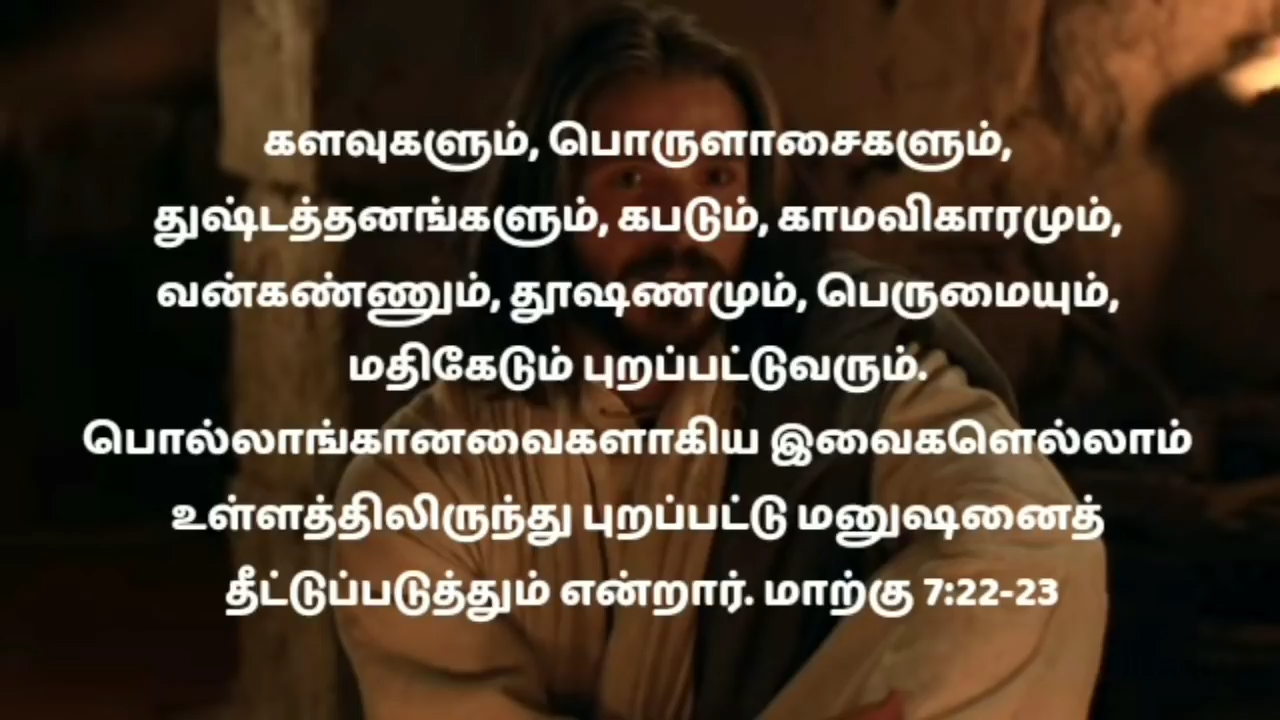 களவுகளும், பொருளாசைகளும்,
துஷ்டத்தனங்களும், கபடும், காமவிகாரமும்,
வன்கண்ணும், தூஷணமும், பெருமையும்,
மதிகேடும் புறப்பட்டுவரும்.
பொல்லாங்கானவைகளாகிய இவைகளெல்லாம்
உள்ளத்திலிருந்து புறப்பட்டு மனுஷனைத்
தீட்டுப்படுத்தும் என்றார். மாற்கு 7:22-23